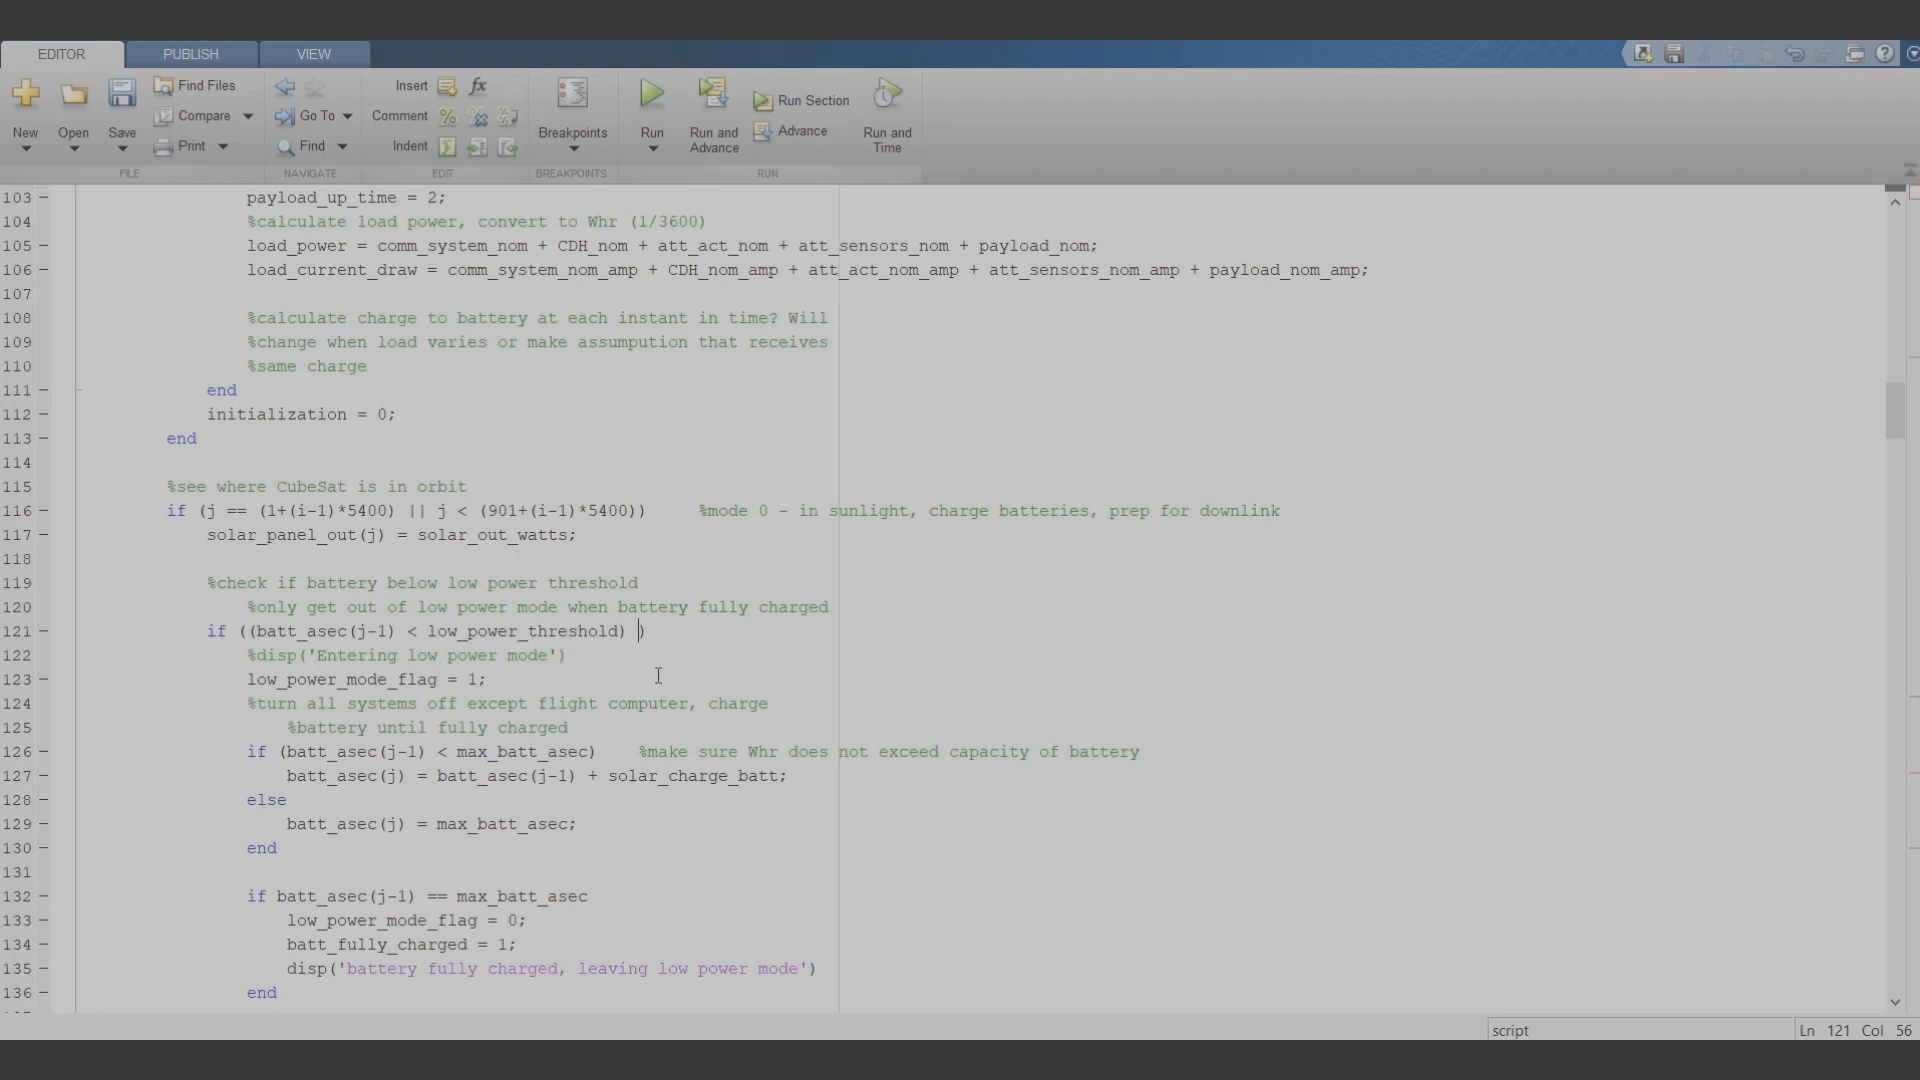 EDITOR PUBLISH VIEW
New Open Save Find Files Compare Print Go To Find Insert fx Comment Indent Breakpoints Run Run and Advance Run Section Advance Run and Time
FILE NAVIGATE EDIT BREAKPOINTS RUN
103 payload_up_time = 2;
104 %calculate load power, convert to Whr (1/3600)
105 load_power = comm_system_nom + CDH_nom + att_act_nom + att_sensors_nom + payload_nom;
106 load_current_draw = comm_system_nom_amp + CDH_nom_amp + att_act_nom_amp + att_sensors_nom_amp + payload_nom_amp;
107
108 %calculate charge to battery at each instant in time? Will
109 %change when load varies or make assumpution that receives
110 %same charge
111 end
112 initialization = 0;
113 end
114
115 %see where CubeSat is in orbit
116 if (j == (1+(i-1)*5400) || j < (901+(i-1)*5400)) %mode 0 - in sunlight, charge batteries, prep for downlink
117 solar_panel_out(j) = solar_out_watts;
118
119 %check if battery below low power threshold
120 %only get out of low power mode when battery fully charged
121 if ((batt_asec(j-1) < low_power_threshold) )
122 %disp('Entering low power mode')
123 low_power_mode_flag = 1;
124 %turn all systems off except flight computer, charge
125 %battery until fully charged
126 if (batt_asec(j-1) < max_batt_asec) %make sure Whr does not exceed capacity of battery
127 batt_asec(j) = batt_asec(j-1) + solar_charge_batt;
128 else
129 batt_asec(j) = max_batt_asec;
130 end
131
132 if batt_asec(j-1) == max_batt_asec
133 low_power_mode_flag = 0;
134 batt_fully_charged = 1;
135 disp('battery fully charged, leaving low power mode')
136 end
script Ln 121 Col 56